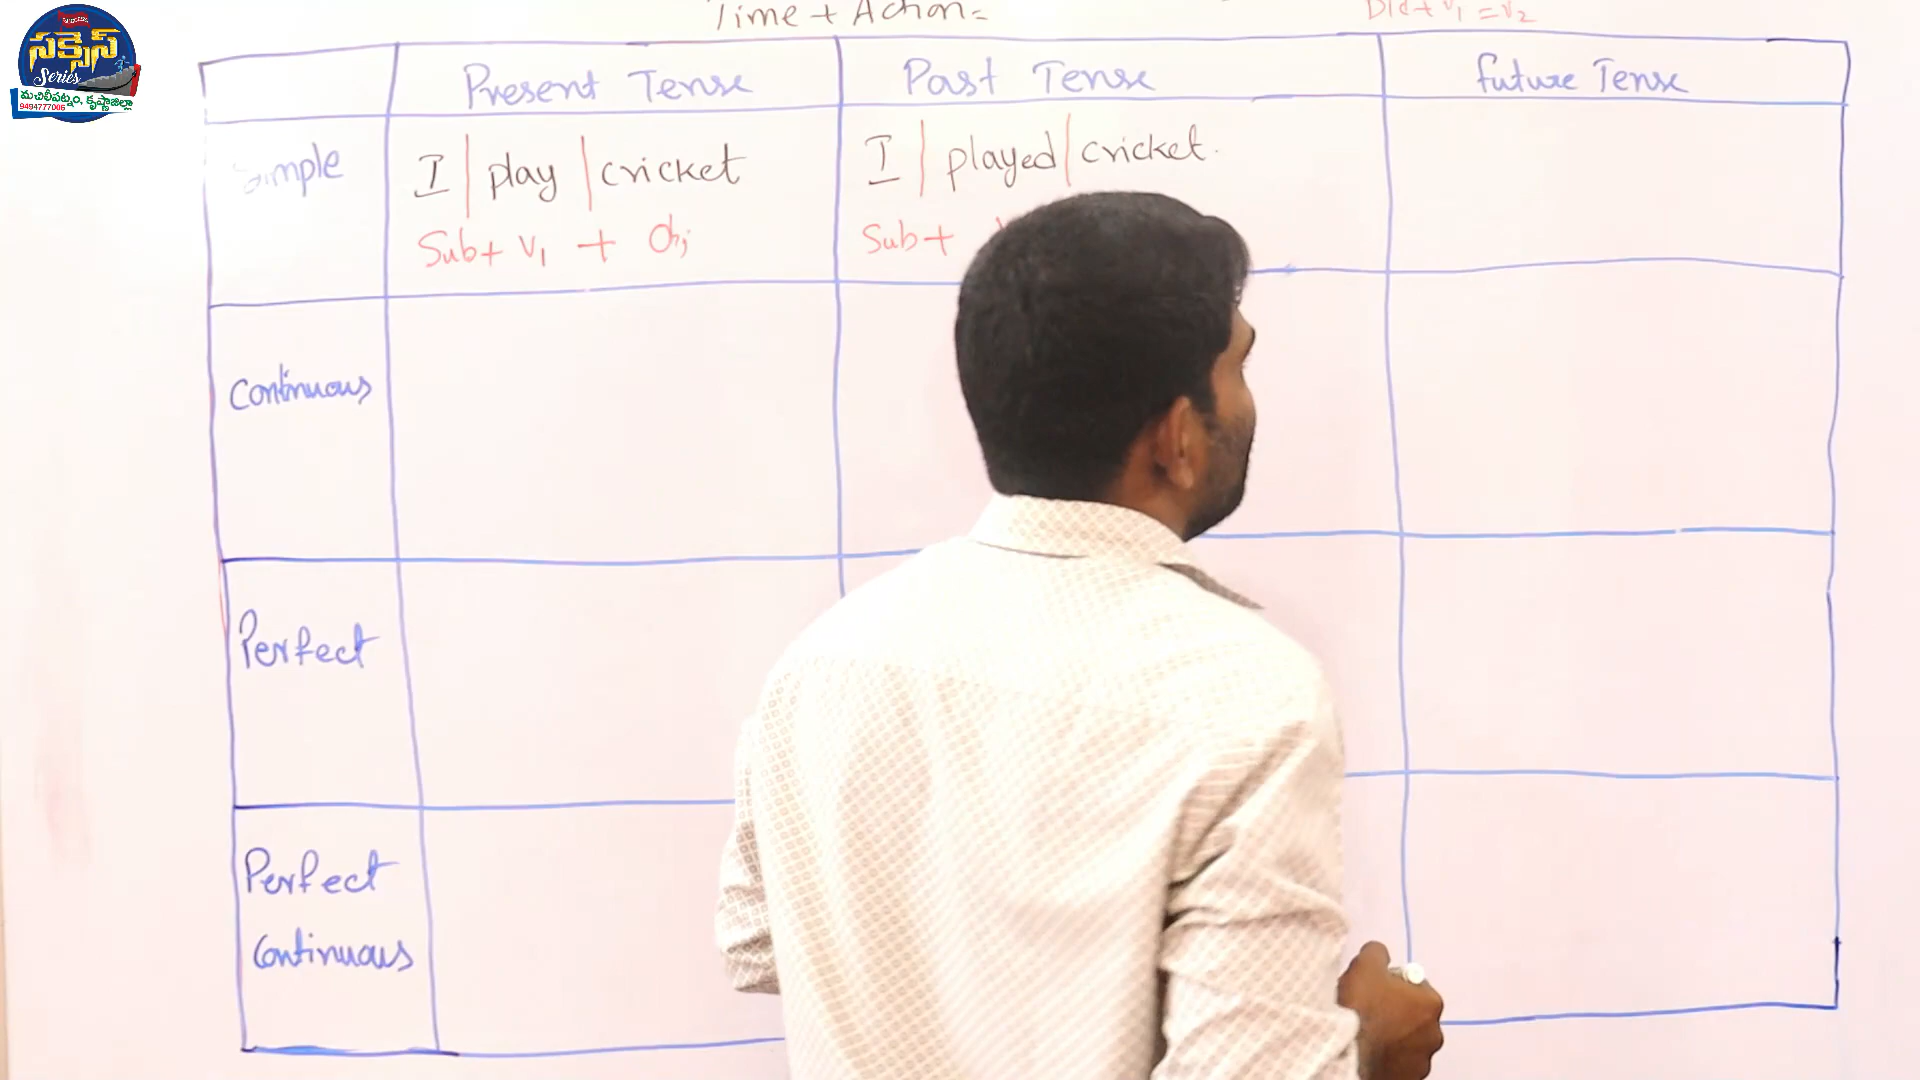 Time + Action =
Did + V1 = V2
Success
సక్సెస్
Series
మచిలీపట్నం, కృష్ణాజిల్లా
9494777006
Present Tense
Past Tense
future Tense
Simple
I | play | cricket
I | played | cricket.
Sub + V1 + Obj
Sub +
Continuous
Perfect
Perfect
Continuous